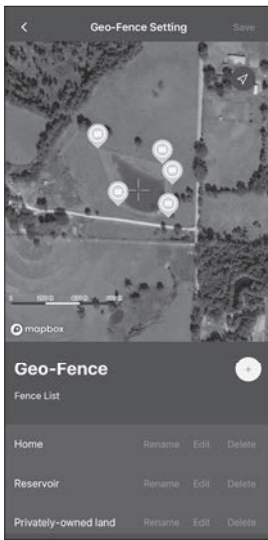 Geo-Fence Setting Save
mapbox
Geo-Fence
Fence List
Home Rename Edit Delete
Reservoir Rename Edit Delete
Privately-owned land Rename Edit Delete